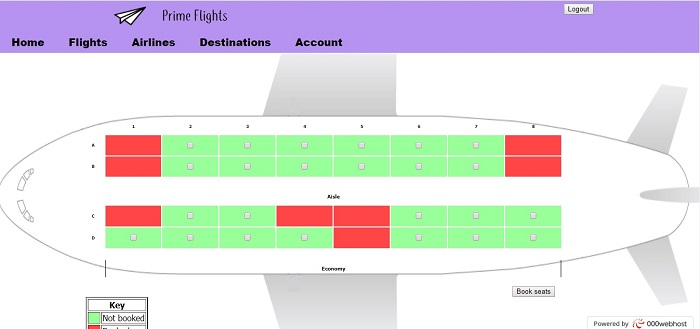 Prime Flights
Logout
Home Flights Airlines Destinations Account
1 2 3 4 5 6 7 8
A
B
Aisle
C
D
Economy
Book seats
Key
Not booked
Powered by 000webhost